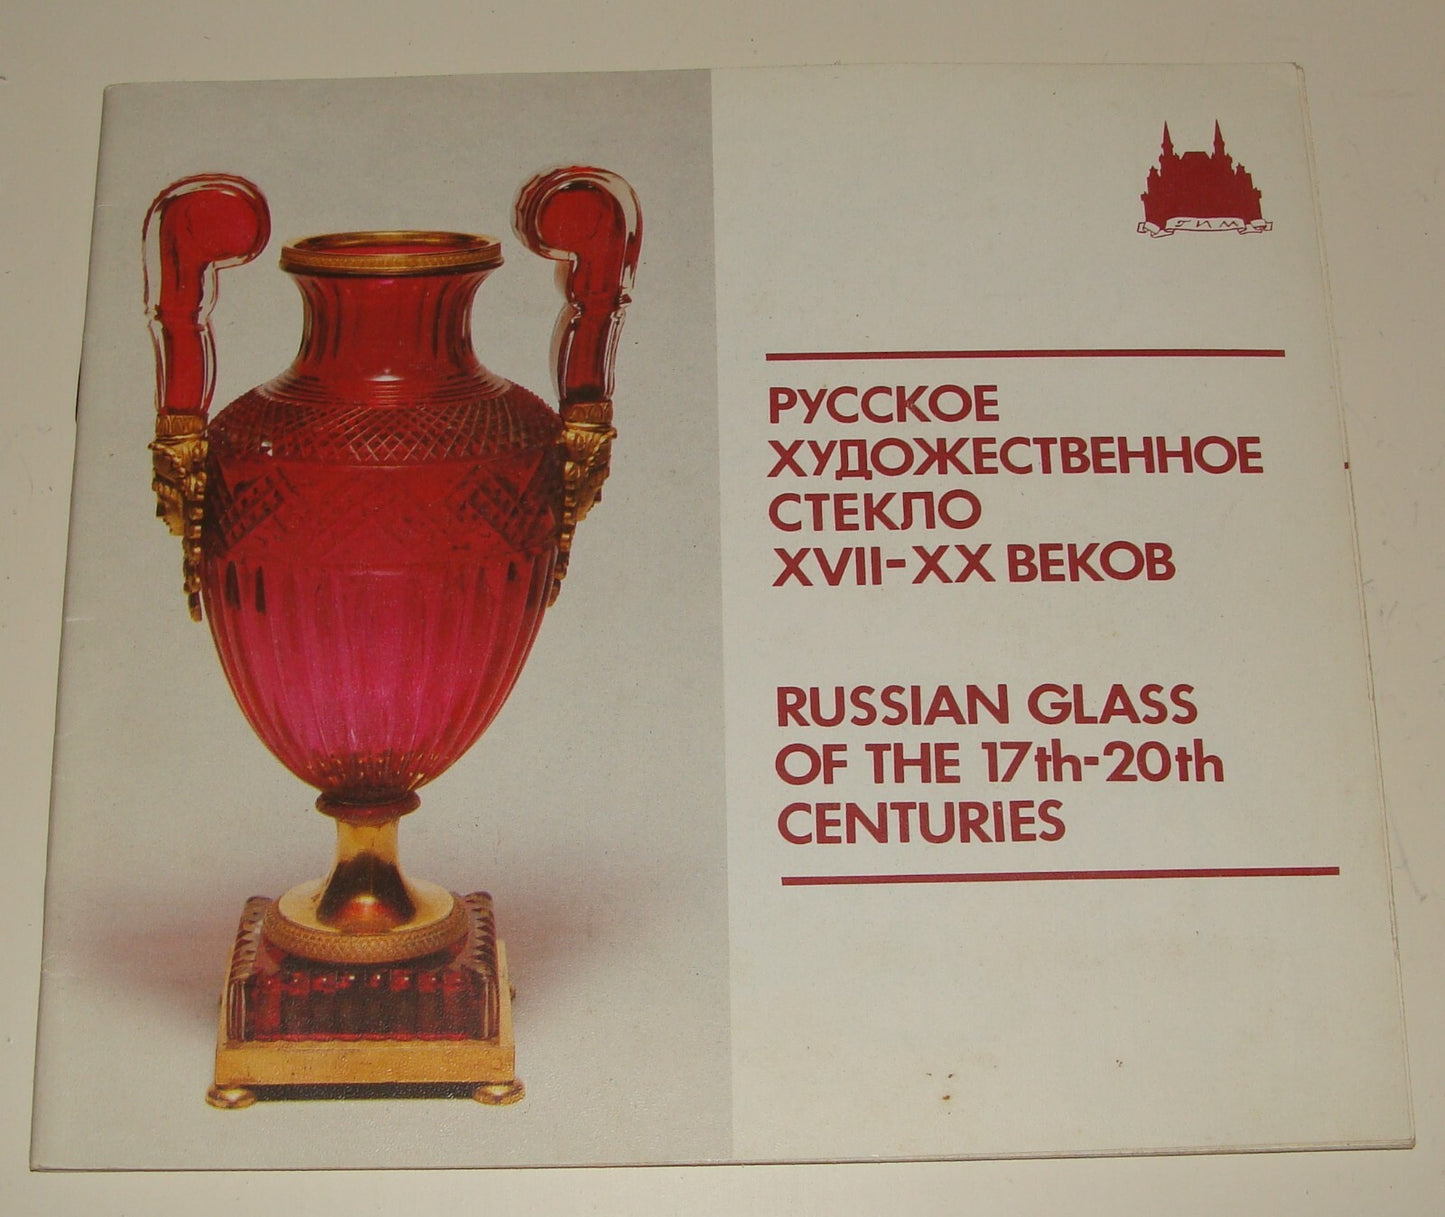 ГИМ
РУССКОЕ
ХУДОЖЕСТВЕННОЕ
СТЕКЛО
XVII-XX ВЕКОВ
RUSSIAN GLASS
OF THE 17th-20th
CENTURIES